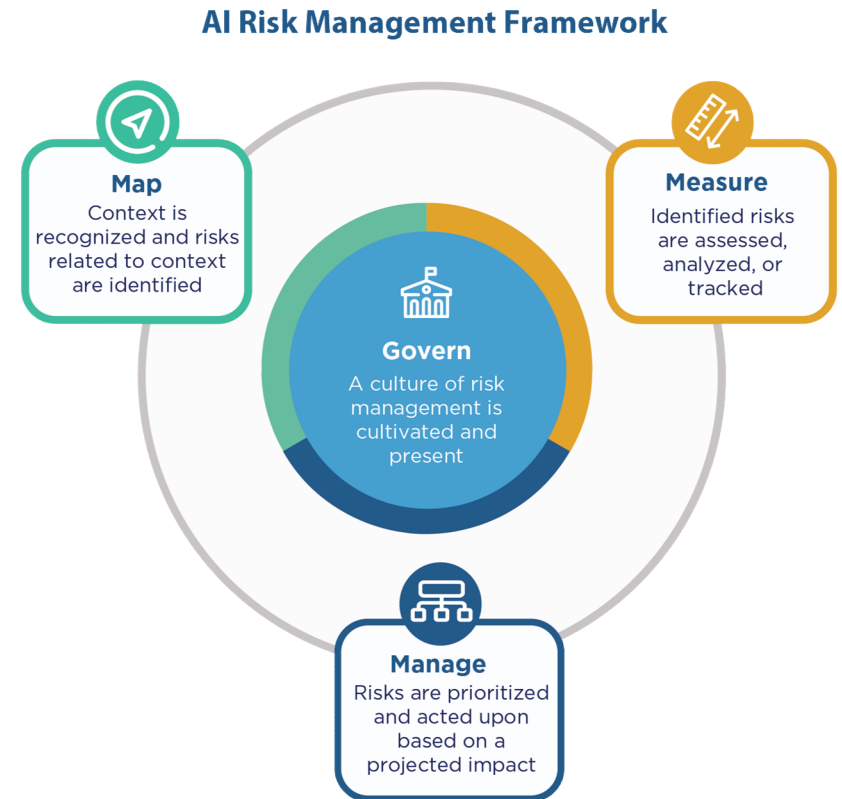 AI Risk Management Framework
Map
Context is
recognized and risks
related to context
are identified
Measure
Identified risks
are assessed,
analyzed, or
tracked
Govern
A culture of risk
management is
cultivated and
present
Manage
Risks are prioritized
and acted upon
based on a
projected impact